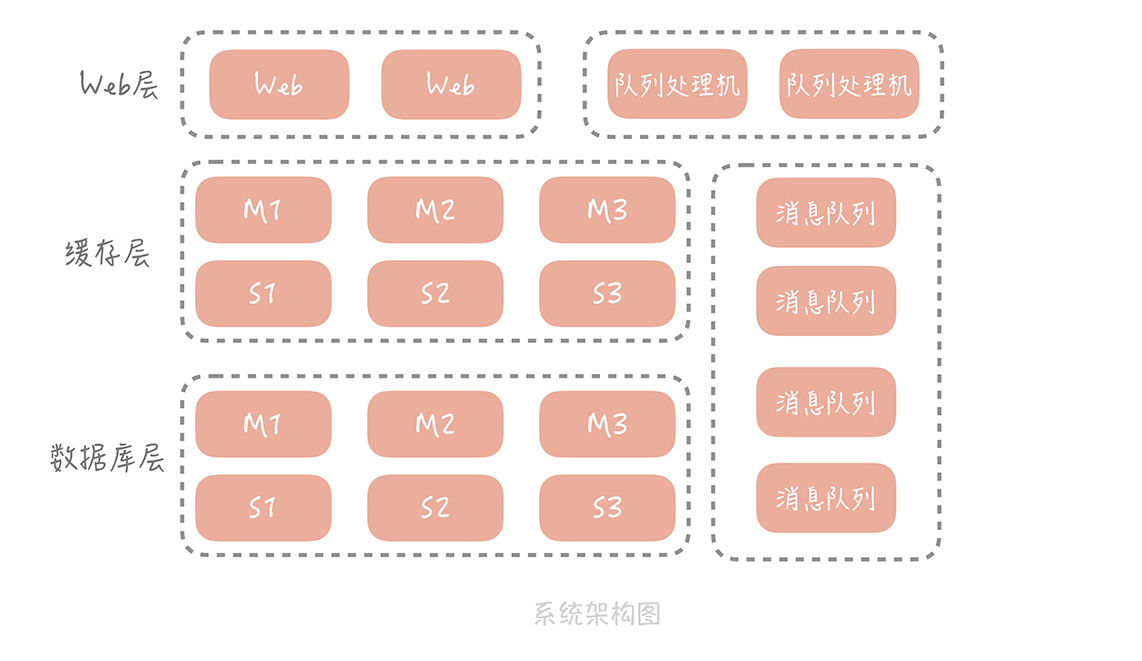 Web层
Web
Web
队列处理机
队列处理机
缓存层
M1
M2
M3
S1
S2
S3
消息队列
消息队列
数据库层
M1
M2
M3
S1
S2
S3
消息队列
消息队列
系统架构图